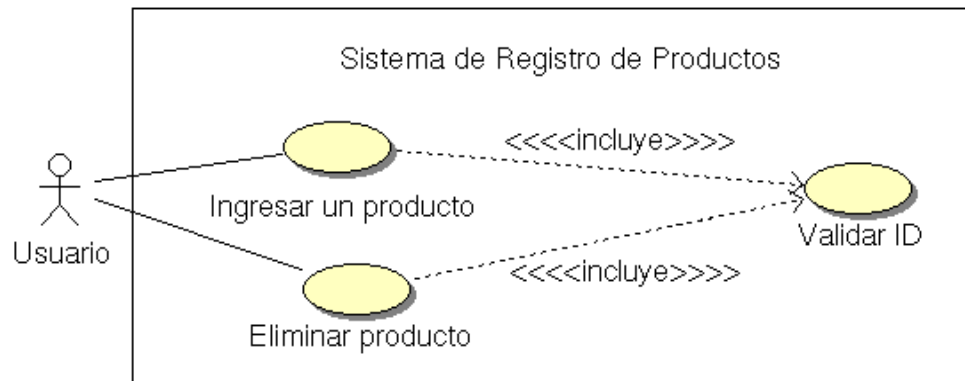 Sistema de Registro de Productos
<<<<incluye>>>>
Ingresar un producto
Usuario
Validar ID
<<<<incluye>>>>
Eliminar producto